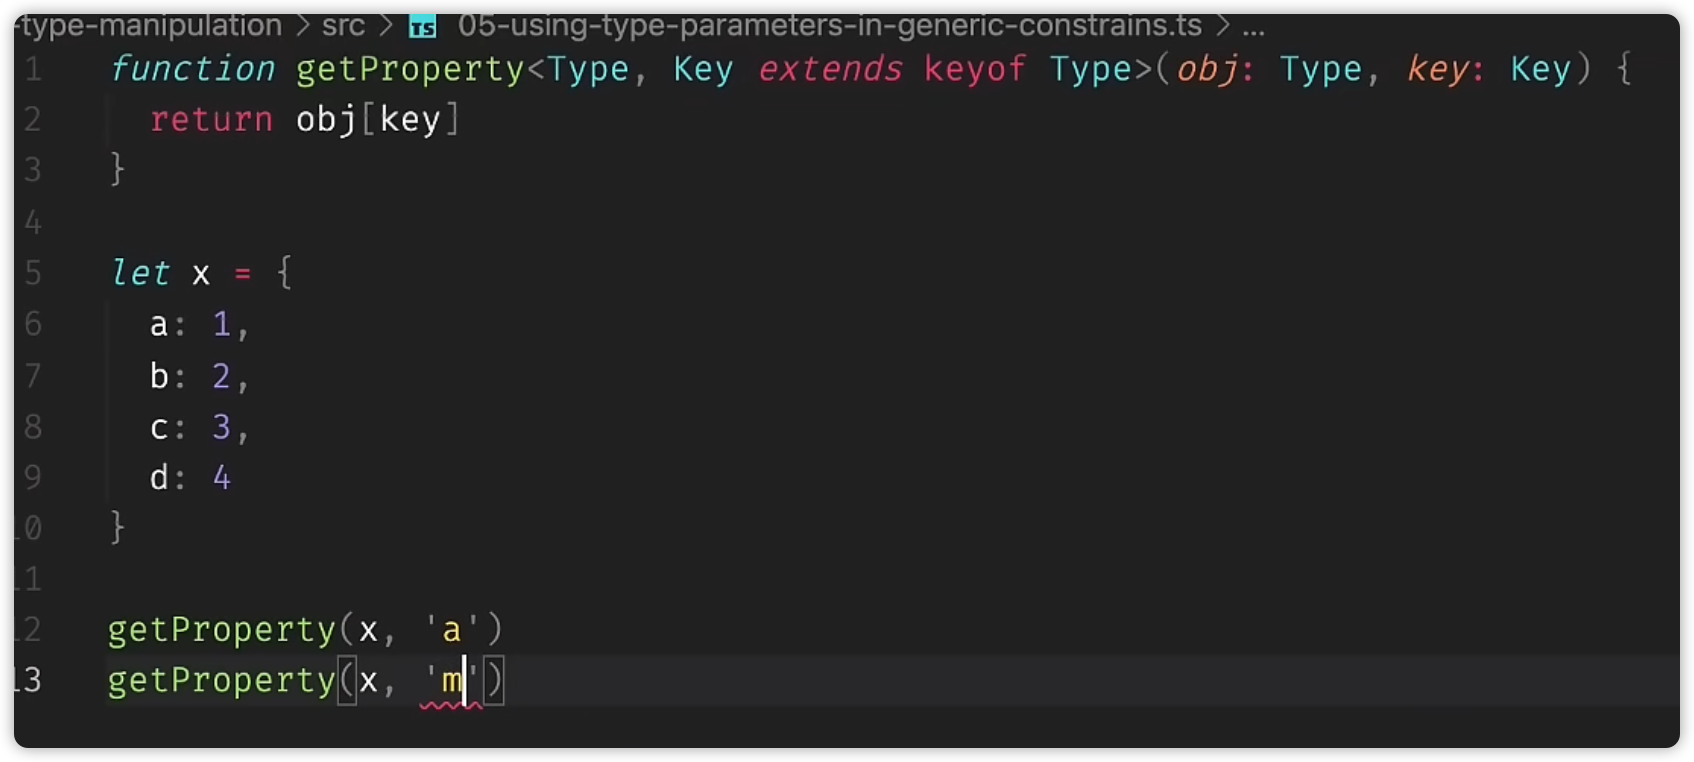 -type-manipulation > src > TS 05-using-type-parameters-in-generic-constrains.ts > ...
1 function getProperty<Type, Key extends keyof Type>(obj: Type, key: Key) {
2 return obj[key]
3 }
4
5 let x = {
6 a: 1,
7 b: 2,
8 c: 3,
9 d: 4
10 }
11
12 getProperty(x, 'a')
13 getProperty(x, 'm')